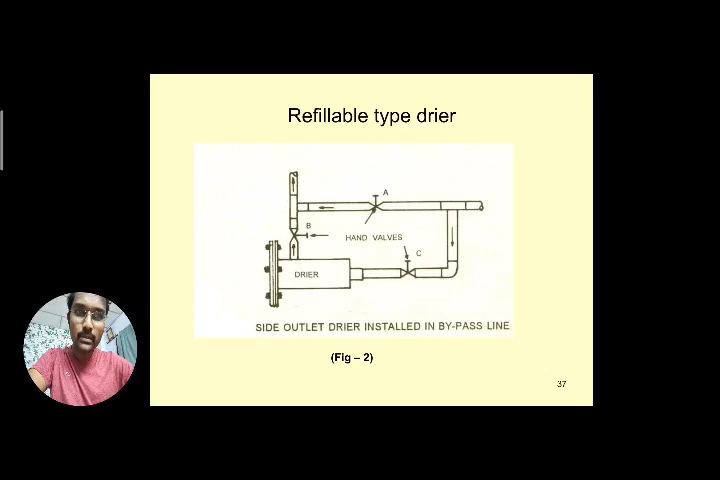 Refillable type drier
A
B
HAND VALVES
C
DRIER
SIDE OUTLET DRIER INSTALLED IN BY-PASS LINE
(Fig – 2)
37